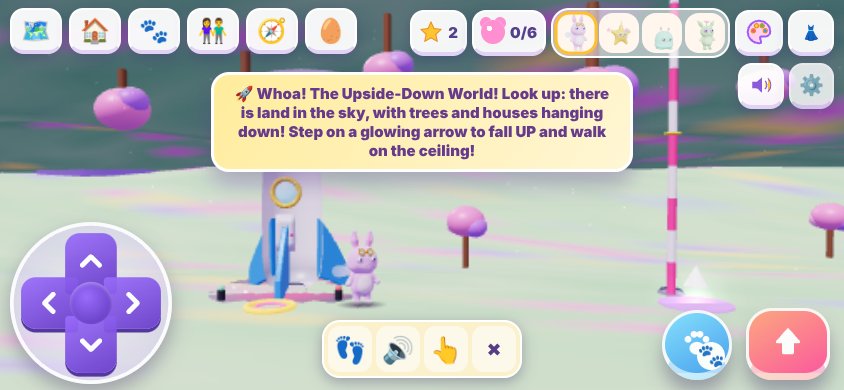 2
0/6
🚀 Whoa! The Upside-Down World! Look up: there
is land in the sky, with trees and houses hanging
down! Step on a glowing arrow to fall UP and walk
on the ceiling!